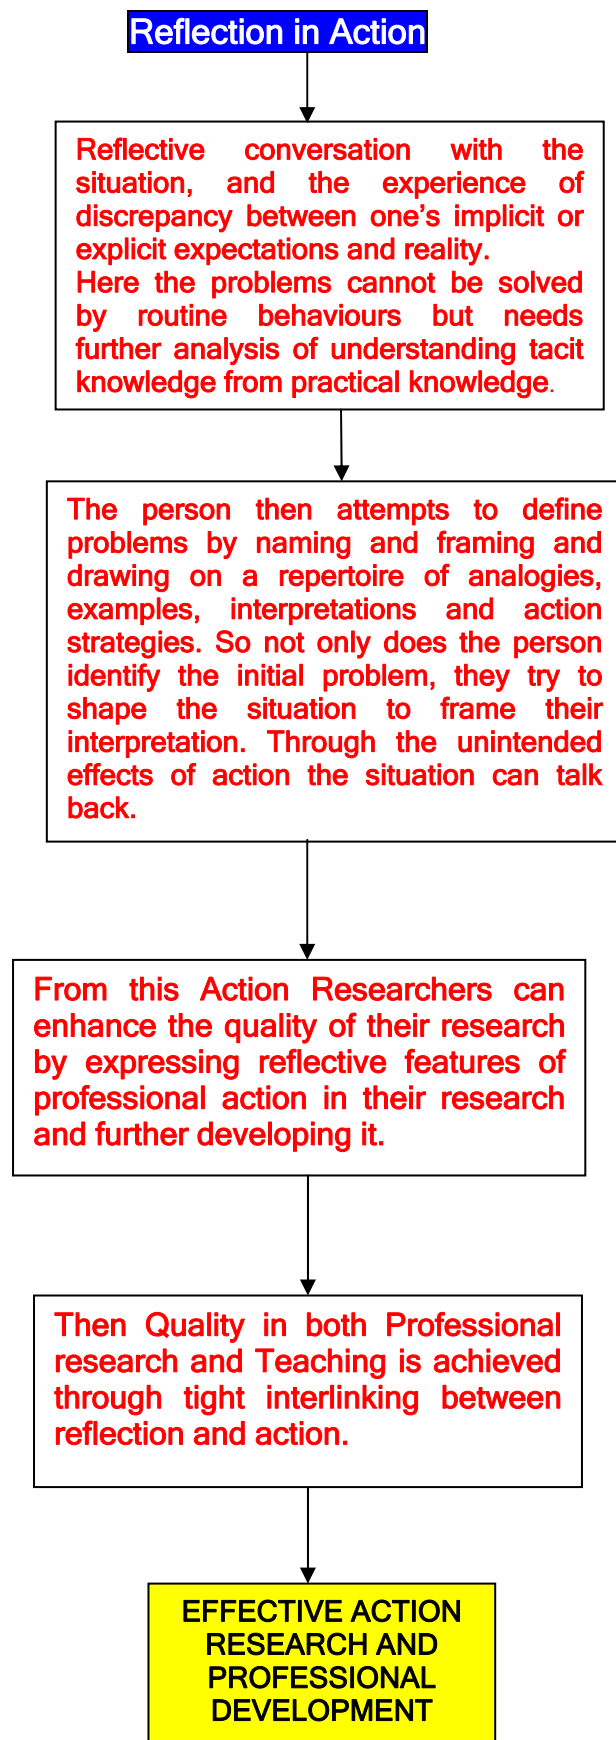 Reflection in Action
Reflective conversation with the
situation, and the experience of
discrepancy between one's implicit or
explicit expectations and reality.
Here the problems cannot be solved
by routine behaviours but needs
further analysis of understanding tacit
knowledge from practical knowledge.
The person then attempts to define
problems by naming and framing and
drawing on a repertoire of analogies,
examples, interpretations and action
strategies. So not only does the person
identify the initial problem, they try to
shape the situation to frame their
interpretation. Through the unintended
effects of action the situation can talk
back.
From this Action Researchers can
enhance the quality of their research
by expressing reflective features of
professional action in their research
and further developing it.
Then Quality in both Professional
research and Teaching is achieved
through tight interlinking between
reflection and action.
EFFECTIVE ACTION
RESEARCH AND
PROFESSIONAL
DEVELOPMENT